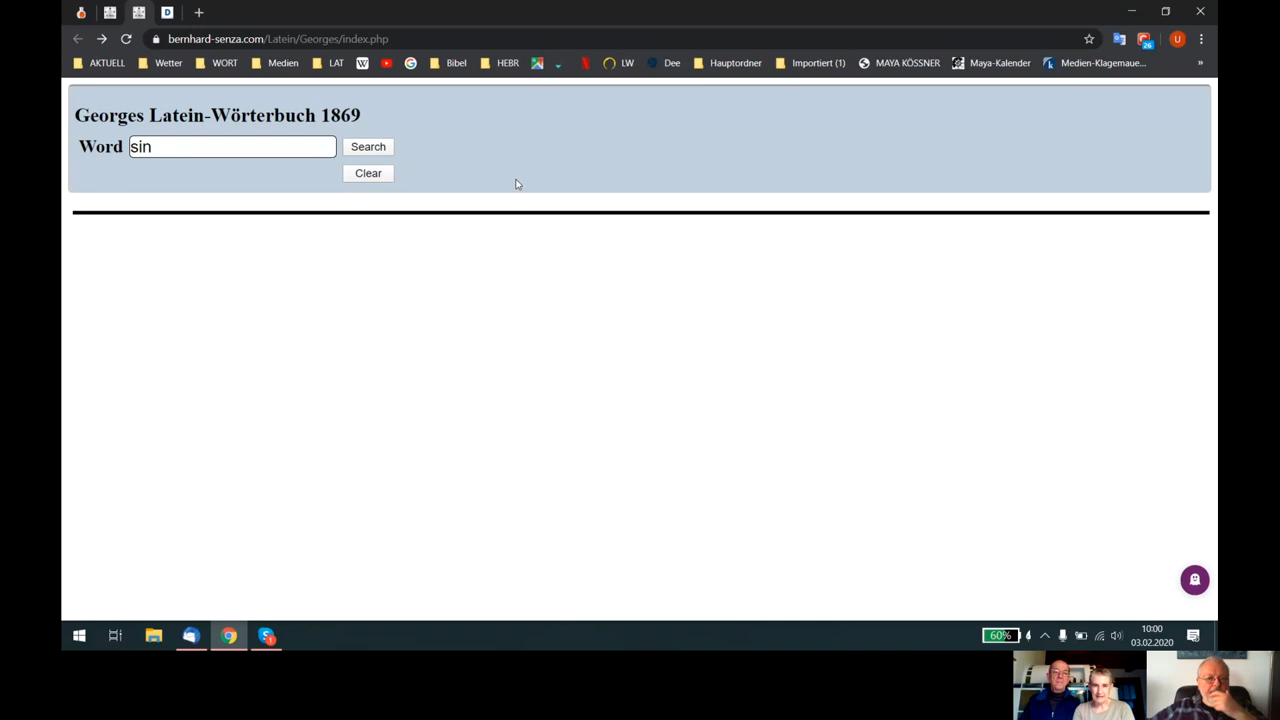 bernhard-senza.com/Latein/Georges/index.php
26
U
AKTUELL Wetter WORT Medien LAT W G Bibel HEBR N LW Dee Hauptordner Importiert (1) MAYA KÖSSNER Maya-Kalender Medien-Klagemaue... »
Georges Latein-Wörterbuch 1869
Word sin Search
Clear
60% 10:00
03.02.2020